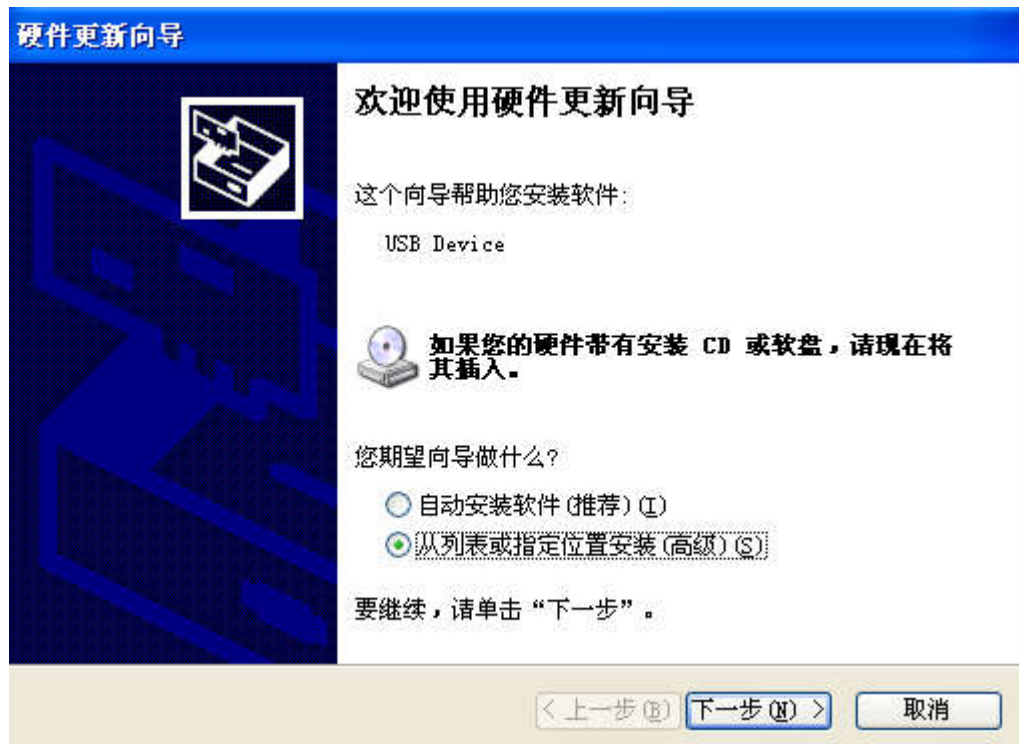 硬件更新向导
欢迎使用硬件更新向导
这个向导帮助您安装软件:
USB Device
如果您的硬件带有安装 CD 或软盘，请现在将
其插入。
您期望向导做什么?
自动安装软件(推荐)(I)
从列表或指定位置安装(高级)(S)
要继续，请单击“下一步”。
< 上一步(B) 下一步(N) > 取消